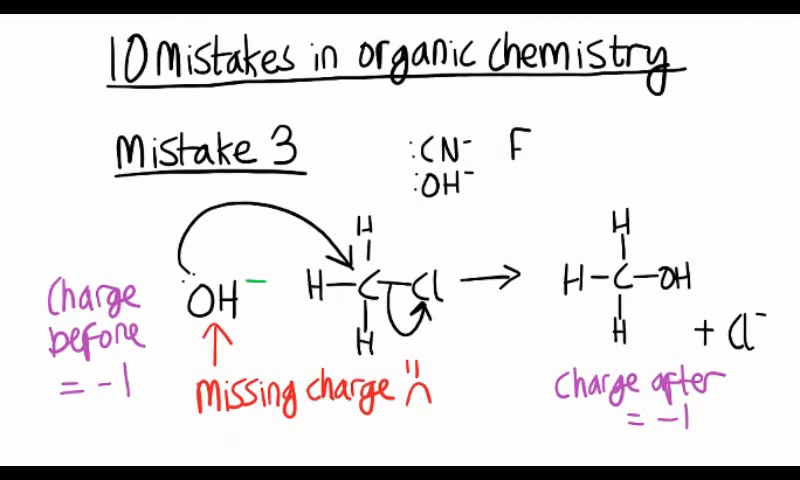 10 Mistakes in organic chemistry
Mistake 3
:CN⁻ F
:OH⁻
H H
Charge before = -1
:OH⁻ H-C-Cl → H-C-OH
H H
+ Cl⁻
Missing charge
Charge after = -1